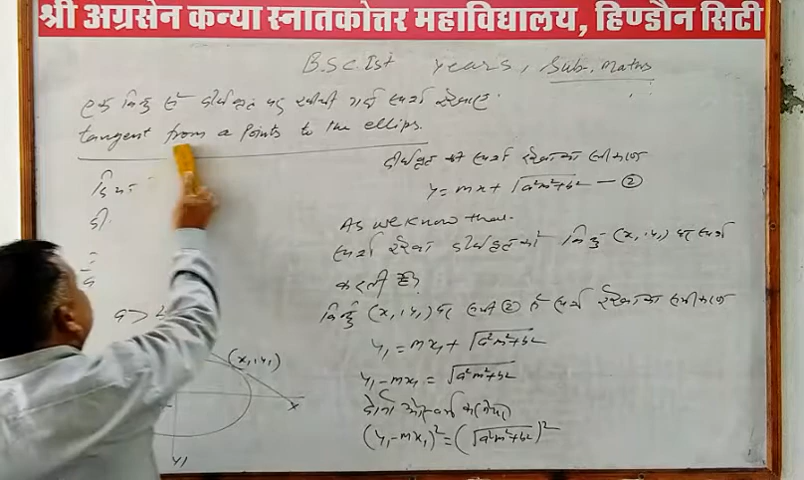 श्री अग्रसेन कन्या स्नातकोत्तर महाविद्यालय, हिण्डौन सिटी
B.SC.Ist years, Sub. Maths
एक बिन्दु से दीर्घवृत्त पर खींची गयी स्पर्श रेखाएं
tangent from a Points to the ellips.
दीर्घवृत्त की स्पर्श रेखा का समीकरण
y = mx + √a²m²+b² — ②
As we know that.
स्पर्श रेखा दीर्घवृत्त को बिन्दु (x₁,y₁) पर स्पर्श
करती है।
बिन्दु (x₁,y₁) पर समी ② से स्पर्श रेखा का समीकरण
y₁ = mx₁ + √a²m²+b²
y₁-mx₁ = √a²m²+b²
दोनों ओर वर्ग करने पर
(y₁-mx₁)² = (√a²m²+b²)²
a > 
(x₁,y₁)
x
y1